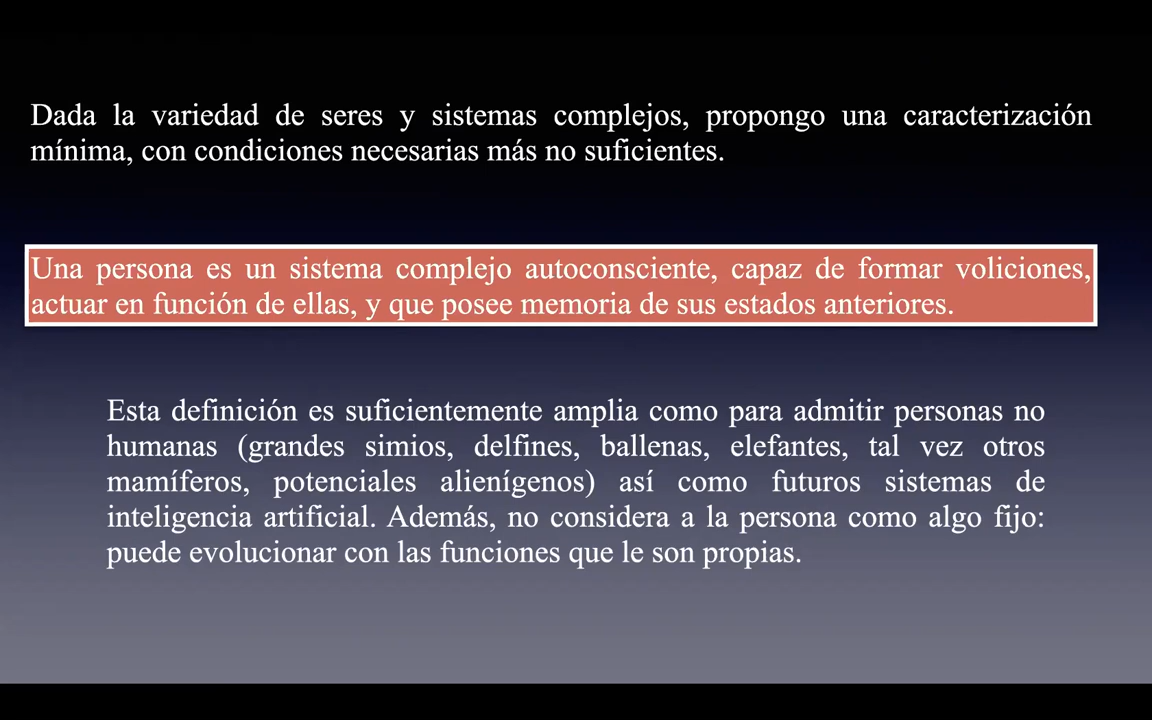 Dada la variedad de seres y sistemas complejos, propongo una caracterización
mínima, con condiciones necesarias más no suficientes.
Una persona es un sistema complejo autoconsciente, capaz de formar voliciones,
actuar en función de ellas, y que posee memoria de sus estados anteriores.
Esta definición es suficientemente amplia como para admitir personas no
humanas (grandes simios, delfines, ballenas, elefantes, tal vez otros
mamíferos, potenciales alienígenos) así como futuros sistemas de
inteligencia artificial. Además, no considera a la persona como algo fijo:
puede evolucionar con las funciones que le son propias.